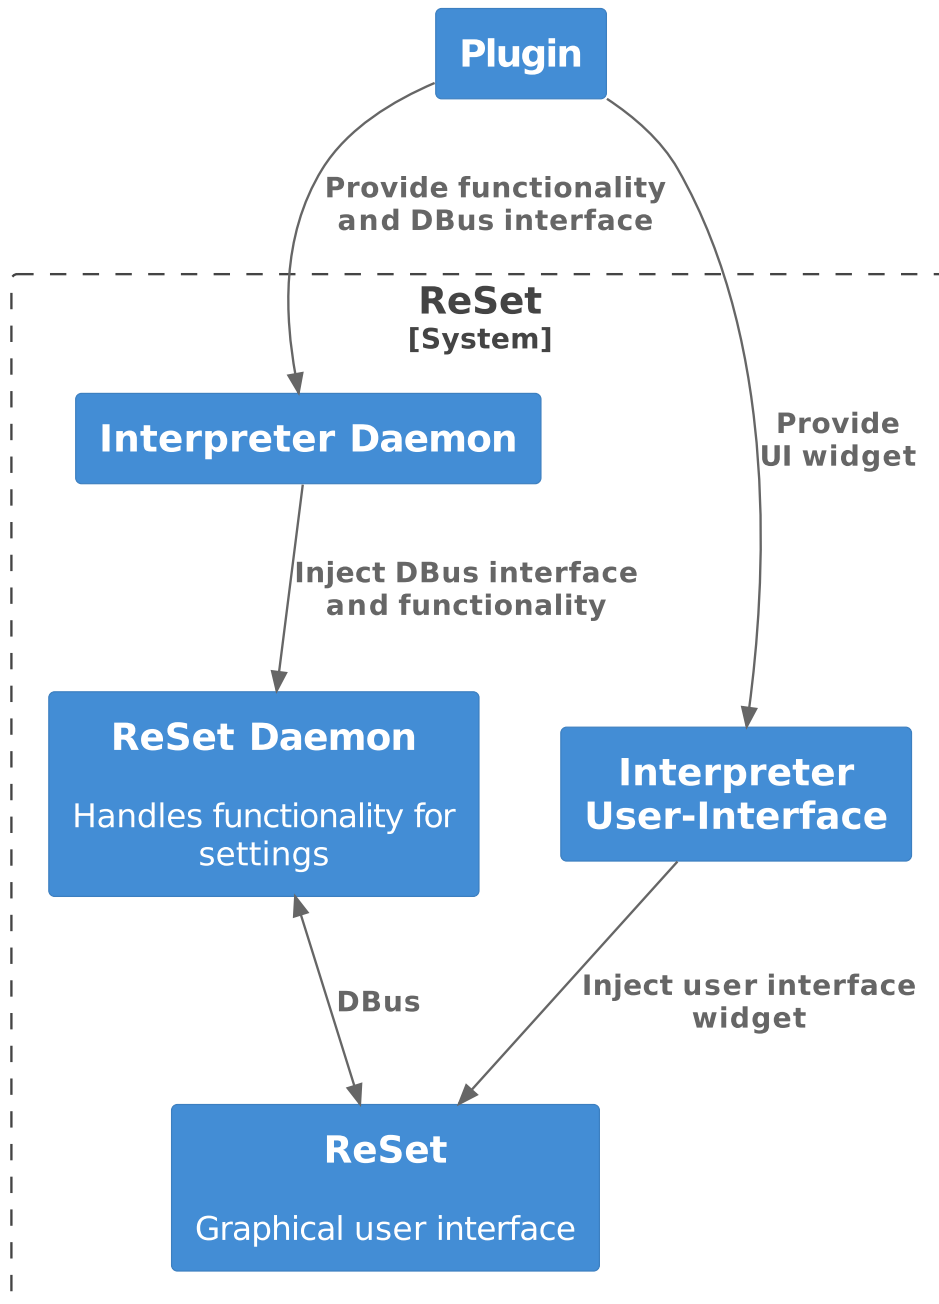 Plugin
Provide functionality
and DBus interface
ReSet
[System]
Provide
UI widget
Interpreter Daemon
Inject DBus interface
and functionality
ReSet Daemon
Handles functionality for
settings
Interpreter
User-Interface
DBus
Inject user interface
widget
ReSet
Graphical user interface